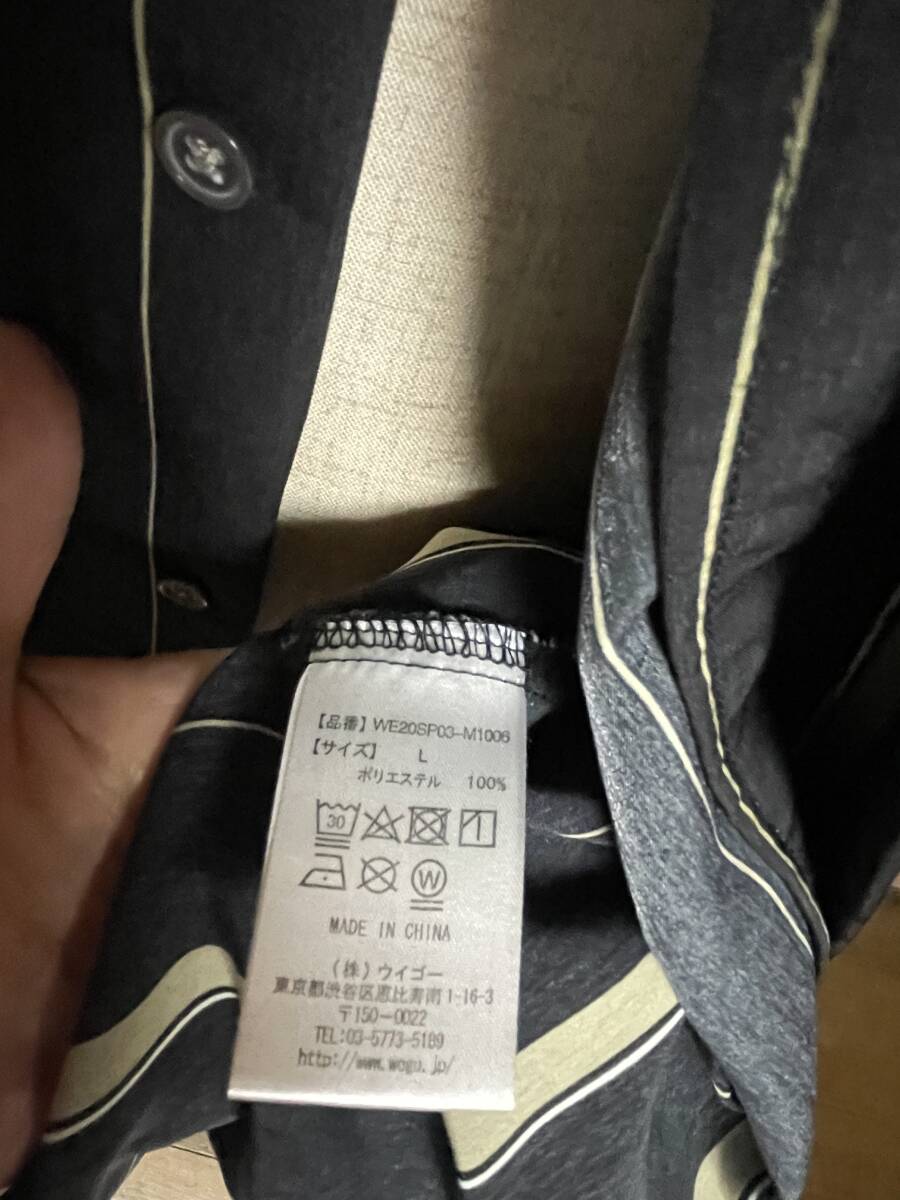 【品番】WE20SP03-M1006
【サイズ】 L
ポリエステル 100%
30
W
MADE IN CHINA
(株)ウイゴー
東京都渋谷区恵比寿南1-16-3
〒150-0022
TEL:03-5773-5189
http://www.wego.jp/